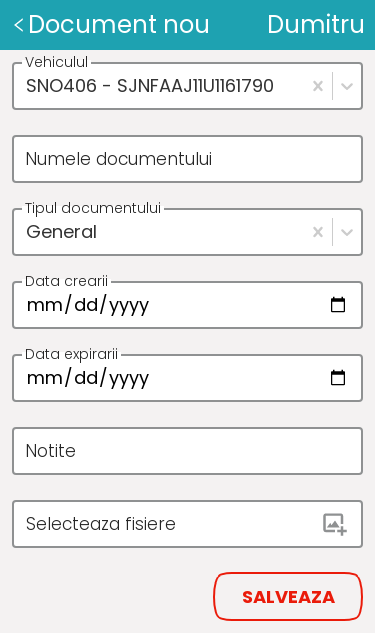 Document nou
Dumitru
Vehiculul
SNO406 - SJNFAAJ11U1161790
Numele documentului
Tipul documentului
General
Data crearii
mm/dd/yyyy
Data expirarii
mm/dd/yyyy
Notite
Selecteaza fisiere
SALVEAZA